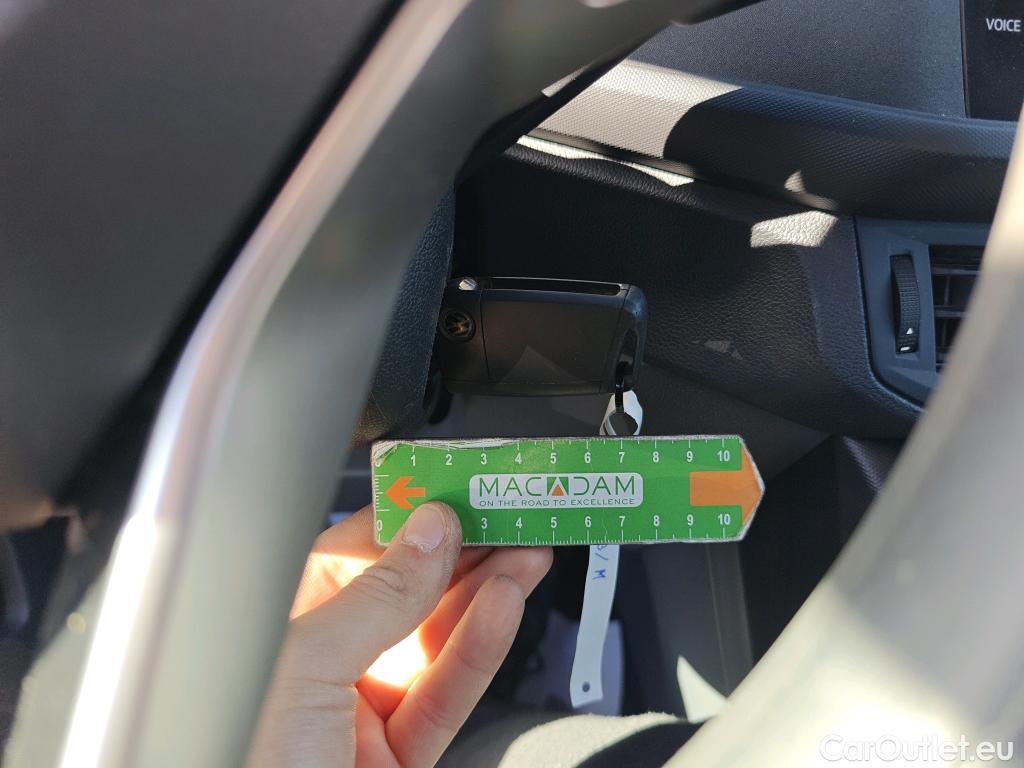 VOICE
0 1 2 3 4 5 6 7 8 9 10
MACADAM
ON THE ROAD TO EXCELLENCE
0 3 4 5 6 7 8 9 10
B/M
CarOutlet.eu